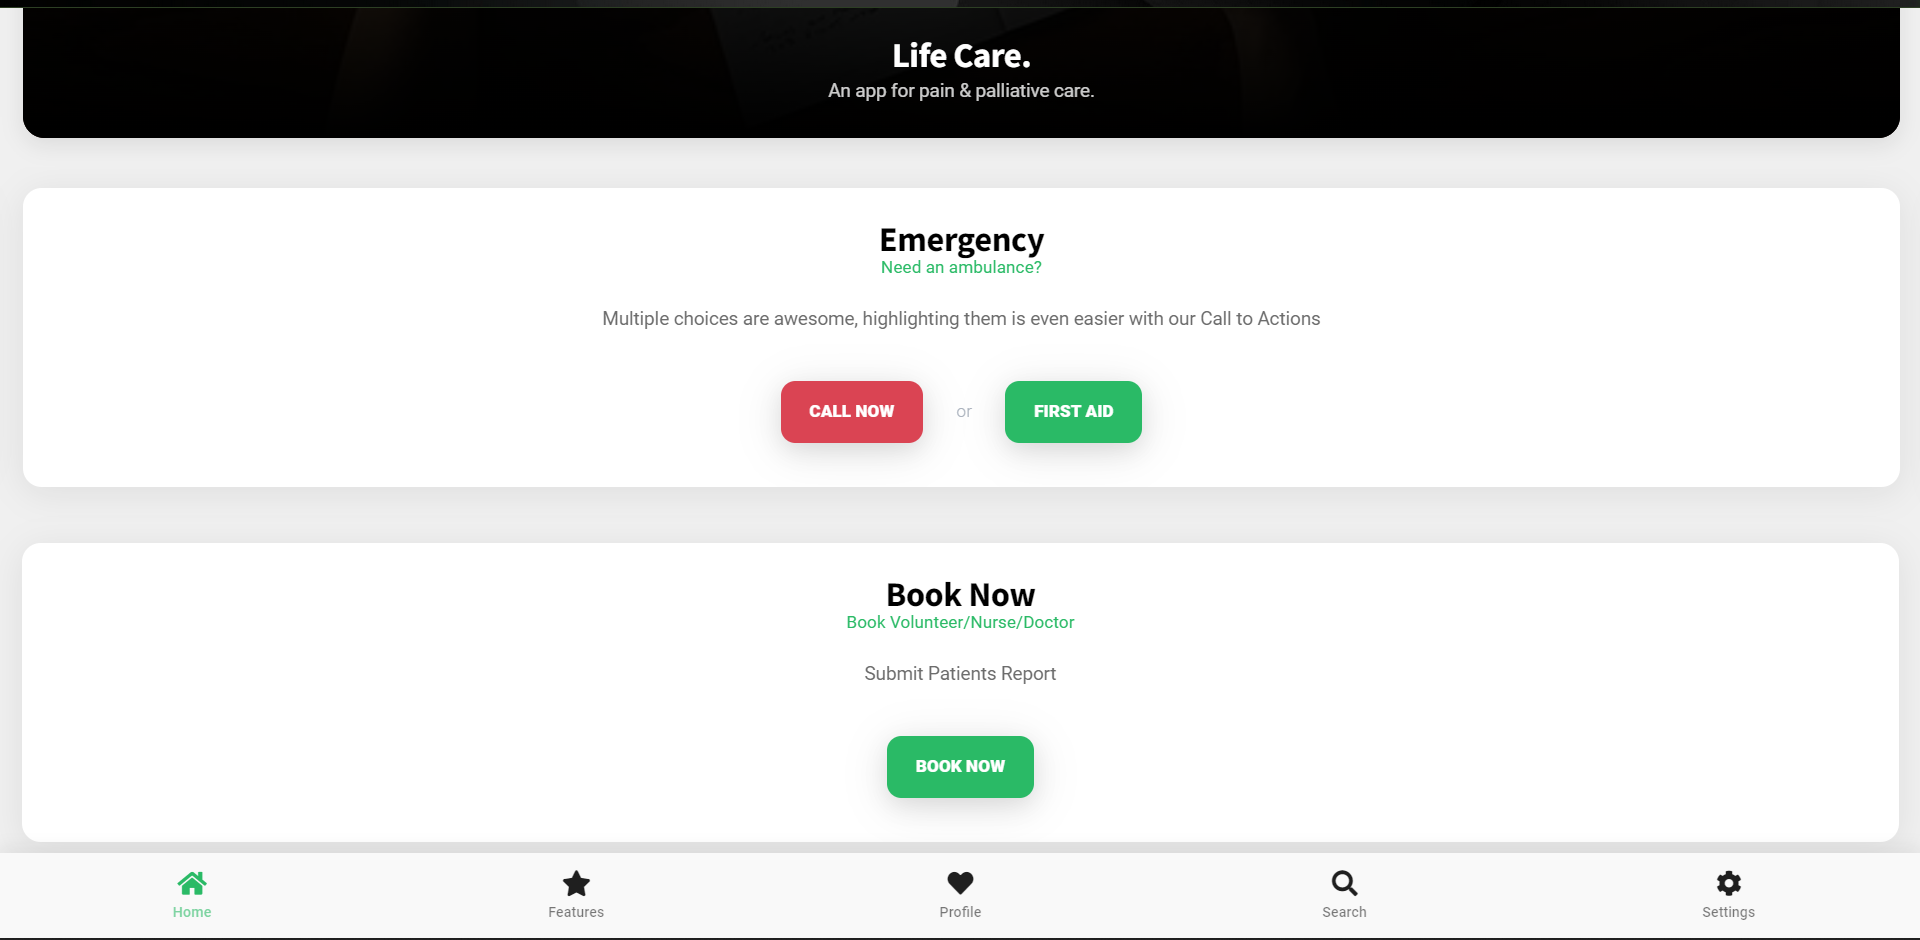 Life Care.
An app for pain & palliative care.
Emergency
Need an ambulance?
Multiple choices are awesome, highlighting them is even easier with our Call to Actions
CALL NOW or FIRST AID
Book Now
Book Volunteer/Nurse/Doctor
Submit Patients Report
BOOK NOW
Home Features Profile Search Settings